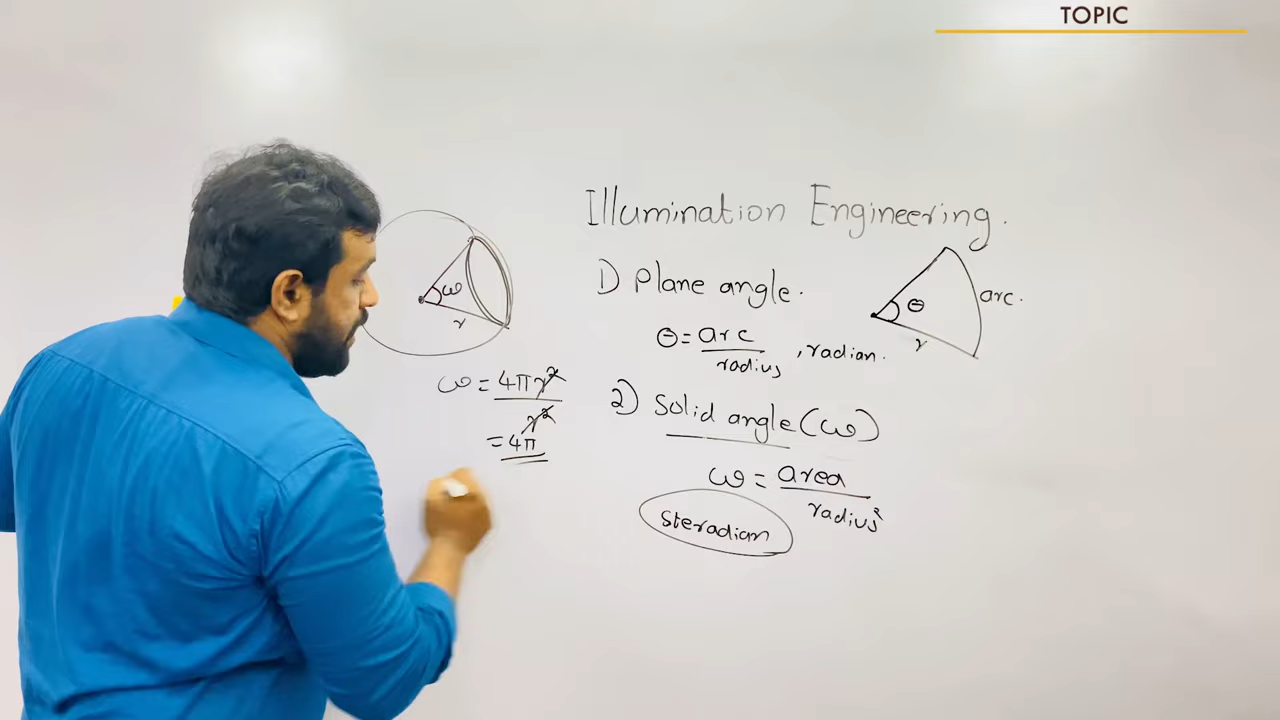 TOPIC
Illumination Engineering.
1) Plane angle.
θ = arc
radius
, radian.
θ
r
arc.
2) Solid angle (ω)
ω = area
radius²
steradian
ω
r
ω = 4πr²
r²
= 4π